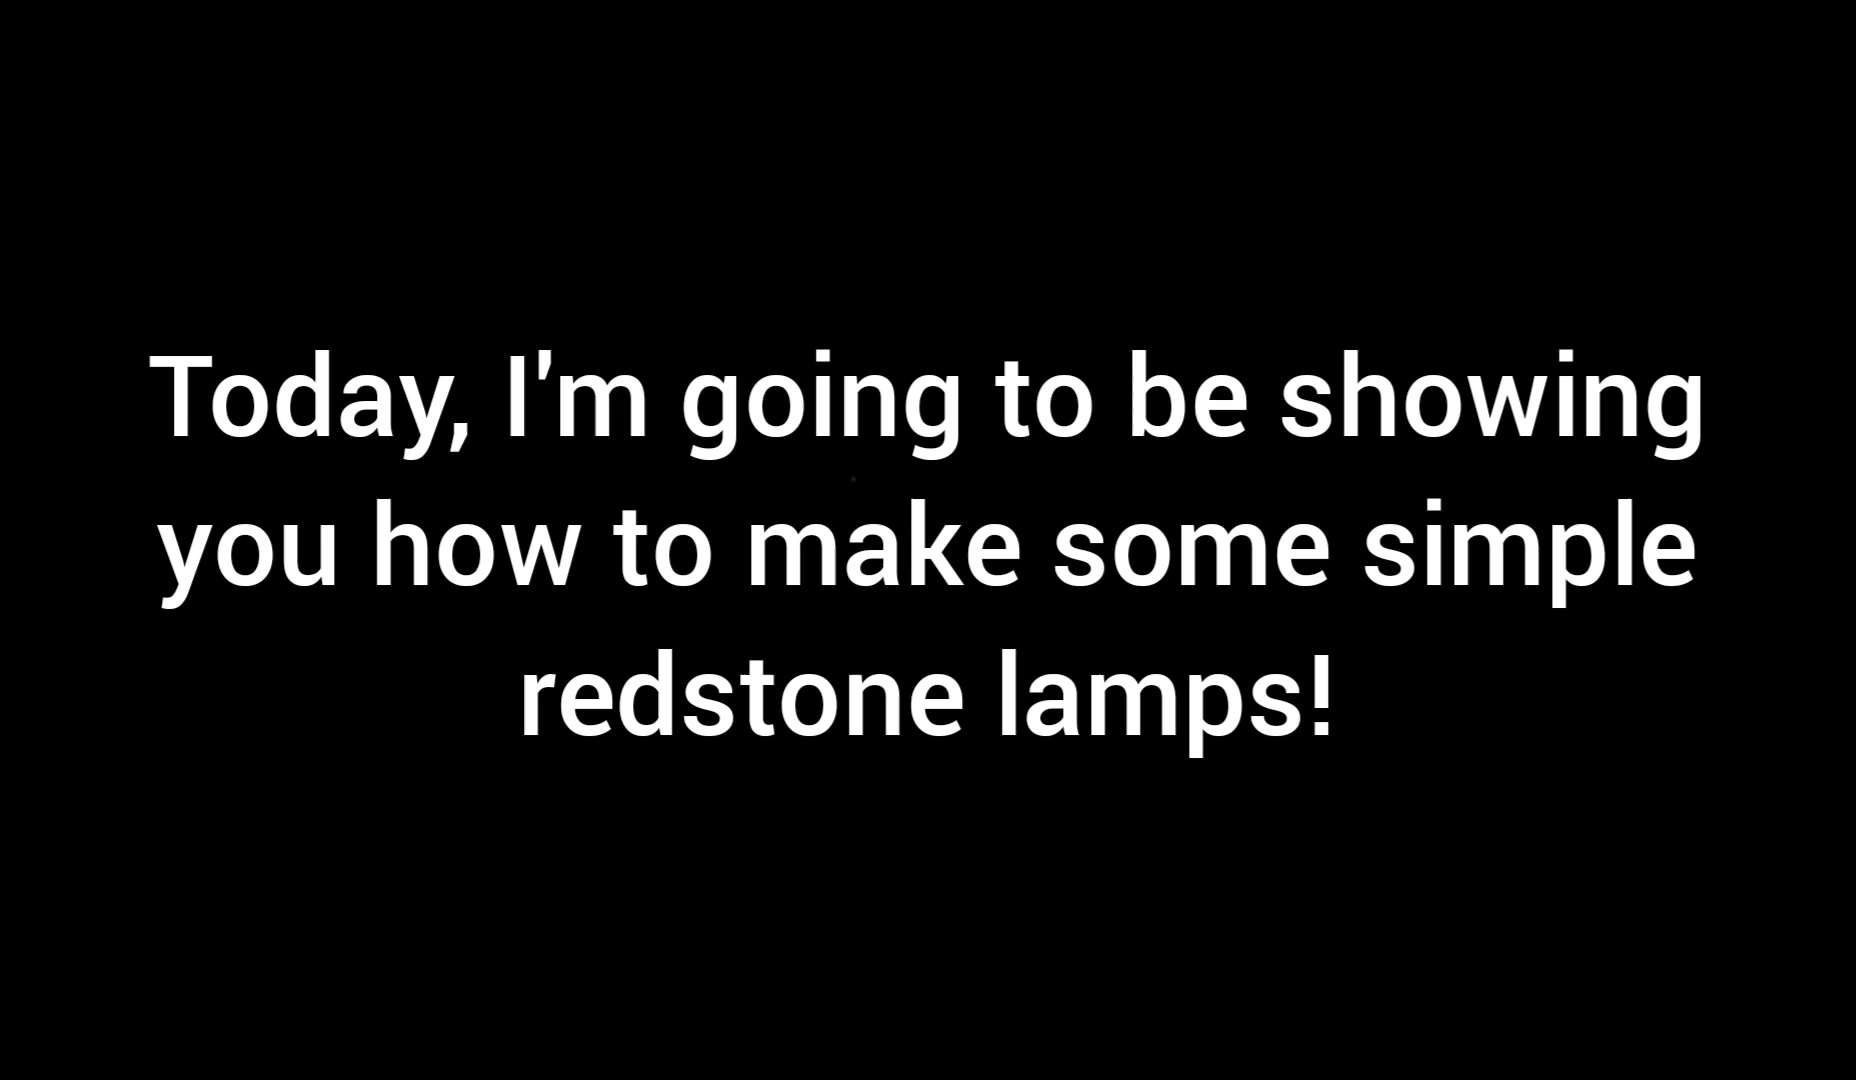 Today, I'm going to be showing
you how to make some simple
redstone lamps!